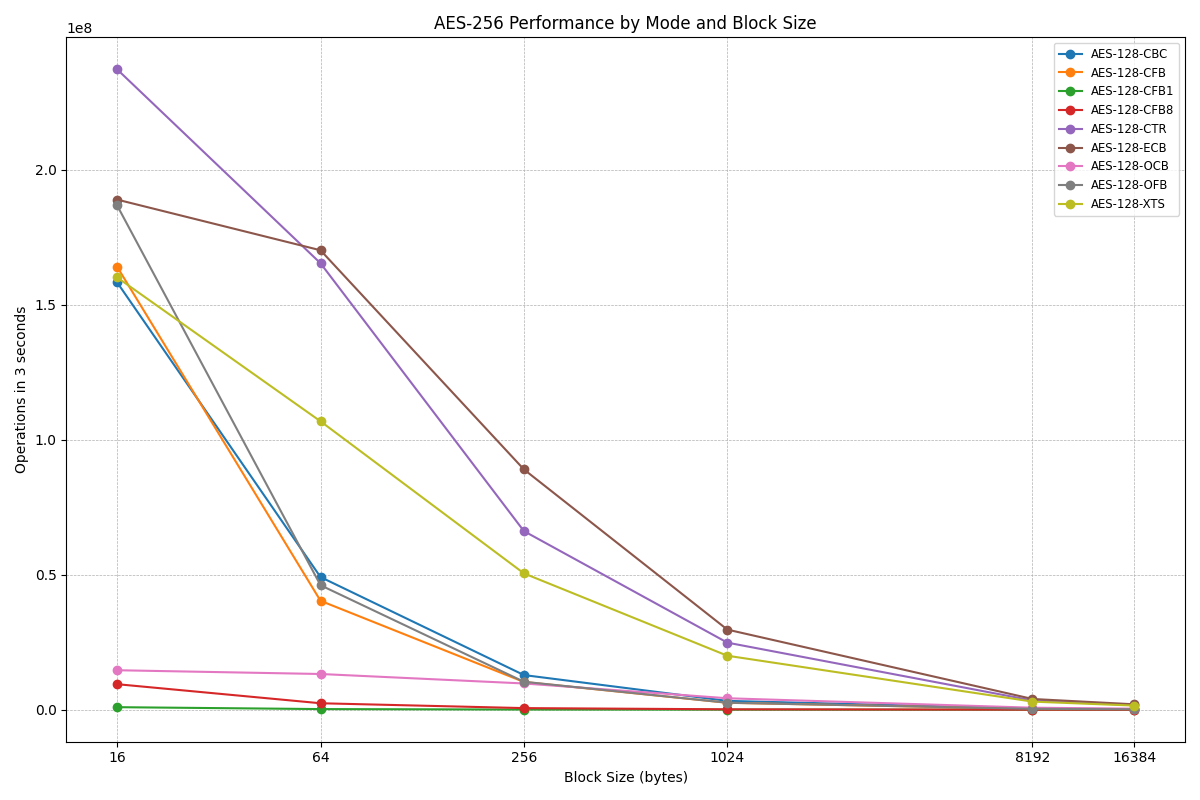 AES-256 Performance by Mode and Block Size
1e8
AES-128-CBC
AES-128-CFB
AES-128-CFB1
AES-128-CFB8
AES-128-CTR
AES-128-ECB
AES-128-OCB
AES-128-OFB
AES-128-XTS
2.0
1.5
1.0
0.5
0.0
Operations in 3 seconds
16 64 256 1024 8192 16384
Block Size (bytes)